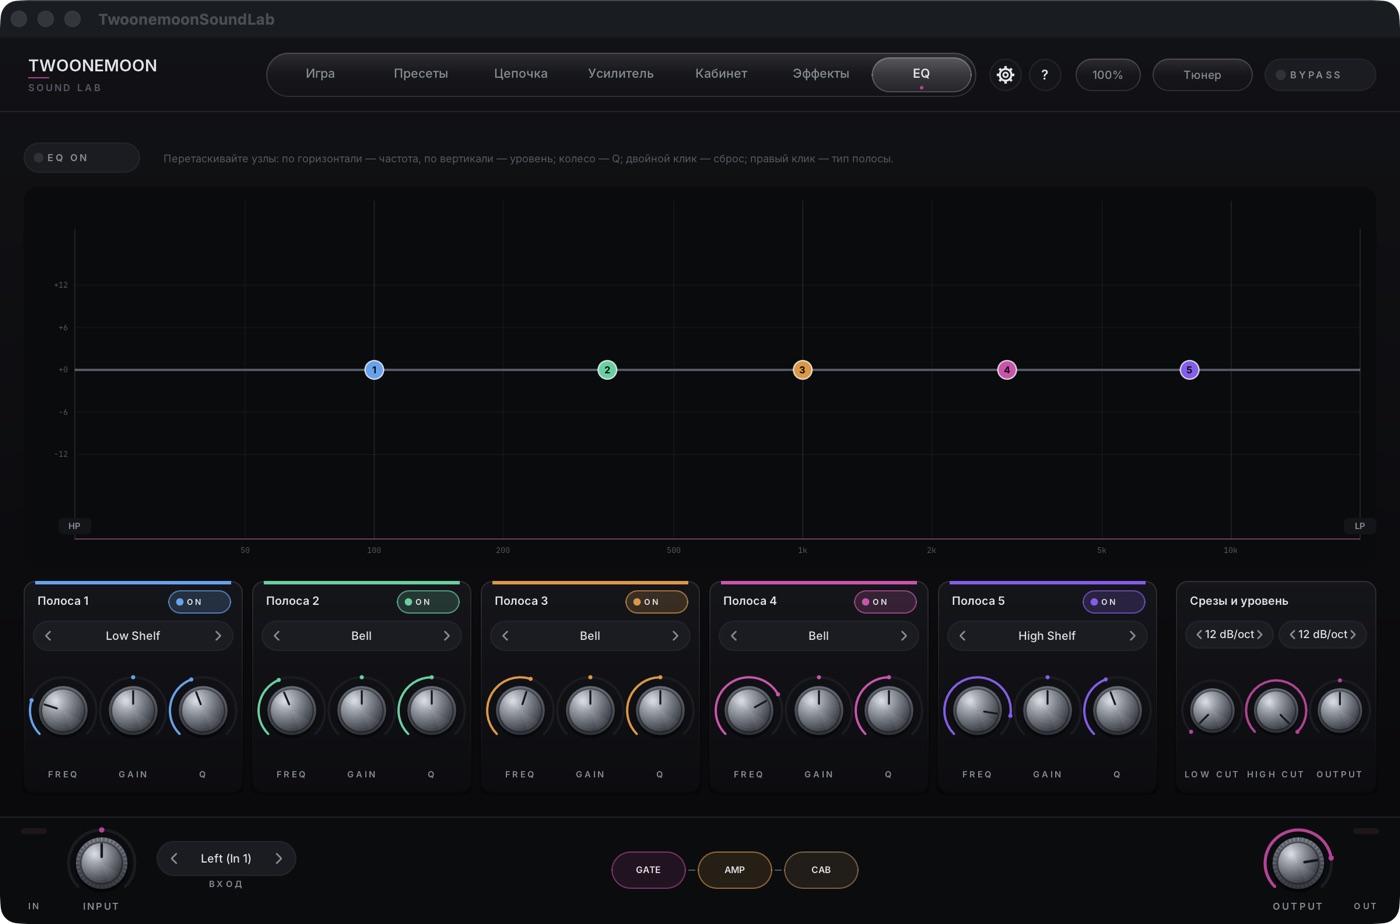 TwoonemoonSoundLab
TWOONEMOON
SOUND LAB
Игра Пресеты Цепочка Усилитель Кабинет Эффекты EQ
? 100% Тюнер BYPASS
EQ ON
Перетаскивайте узлы: по горизонтали — частота, по вертикали — уровень; колесо — Q; двойной клик — сброс; правый клик — тип полосы.
+12
+6
+0
-6
-12
1 2 3 4 5
HP LP
50 100 200 500 1k 2k 5k 10k
Полоса 1 ON
Low Shelf
FREQ GAIN Q
Полоса 2 ON
Bell
FREQ GAIN Q
Полоса 3 ON
Bell
FREQ GAIN Q
Полоса 4 ON
Bell
FREQ GAIN Q
Полоса 5 ON
High Shelf
FREQ GAIN Q
Срезы и уровень
12 dB/oct 12 dB/oct
LOW CUT HIGH CUT OUTPUT
Left (In 1)
ВХОД
IN INPUT
GATE AMP CAB
OUTPUT OUT